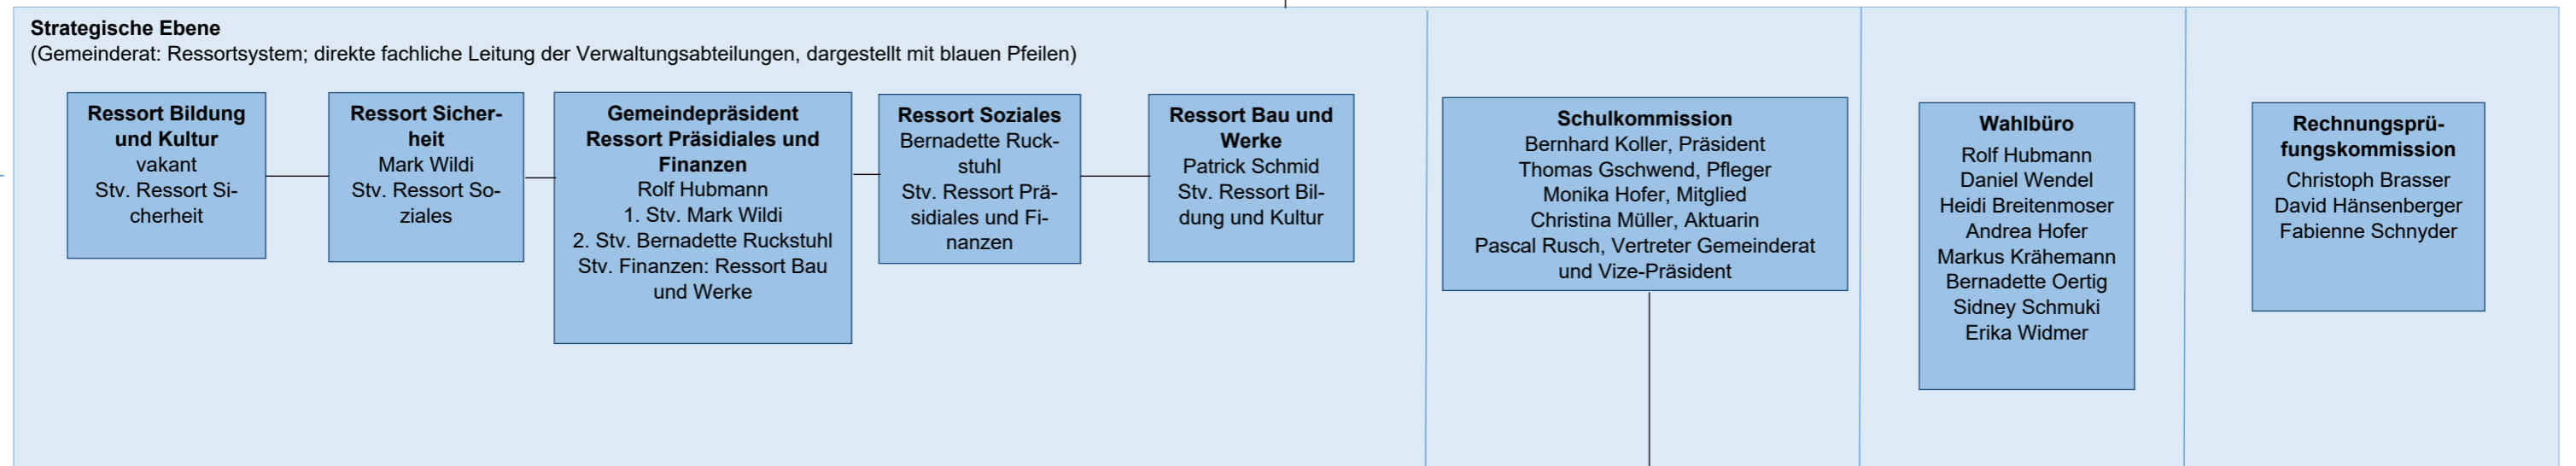 Strategische Ebene
(Gemeinderat: Ressortsystem; direkte fachliche Leitung der Verwaltungsabteilungen, dargestellt mit blauen Pfeilen)
Ressort Bildung
und Kultur
vakant
Stv. Ressort Si-
cherheit
Ressort Sicher-
heit
Mark Wildi
Stv. Ressort So-
ziales
Gemeindepräsident
Ressort Präsidiales und
Finanzen
Rolf Hubmann
1. Stv. Mark Wildi
2. Stv. Bernadette Ruckstuhl
Stv. Finanzen: Ressort Bau
und Werke
Ressort Soziales
Bernadette Ruck-
stuhl
Stv. Ressort Prä-
sidiales und Fi-
nanzen
Ressort Bau und
Werke
Patrick Schmid
Stv. Ressort Bil-
dung und Kultur
Schulkommission
Bernhard Koller, Präsident
Thomas Gschwend, Pfleger
Monika Hofer, Mitglied
Christina Müller, Aktuarin
Pascal Rusch, Vertreter Gemeinderat
und Vize-Präsident
Wahlbüro
Rolf Hubmann
Daniel Wendel
Heidi Breitenmoser
Andrea Hofer
Markus Krähemann
Bernadette Oertig
Sidney Schmuki
Erika Widmer
Rechnungsprü-
fungskommission
Christoph Brasser
David Hänsenberger
Fabienne Schnyder